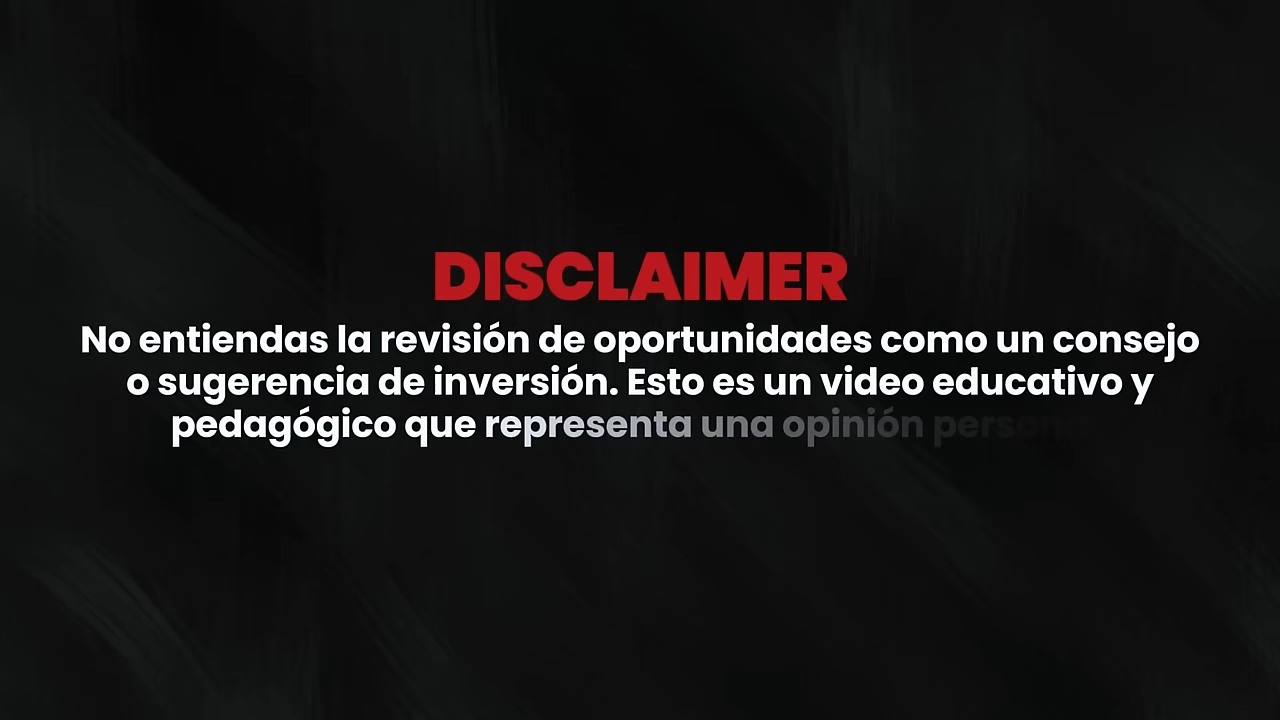 DISCLAIMER
No entiendas la revisión de oportunidades como un consejo
o sugerencia de inversión. Esto es un video educativo y
pedagógico que representa una opinión